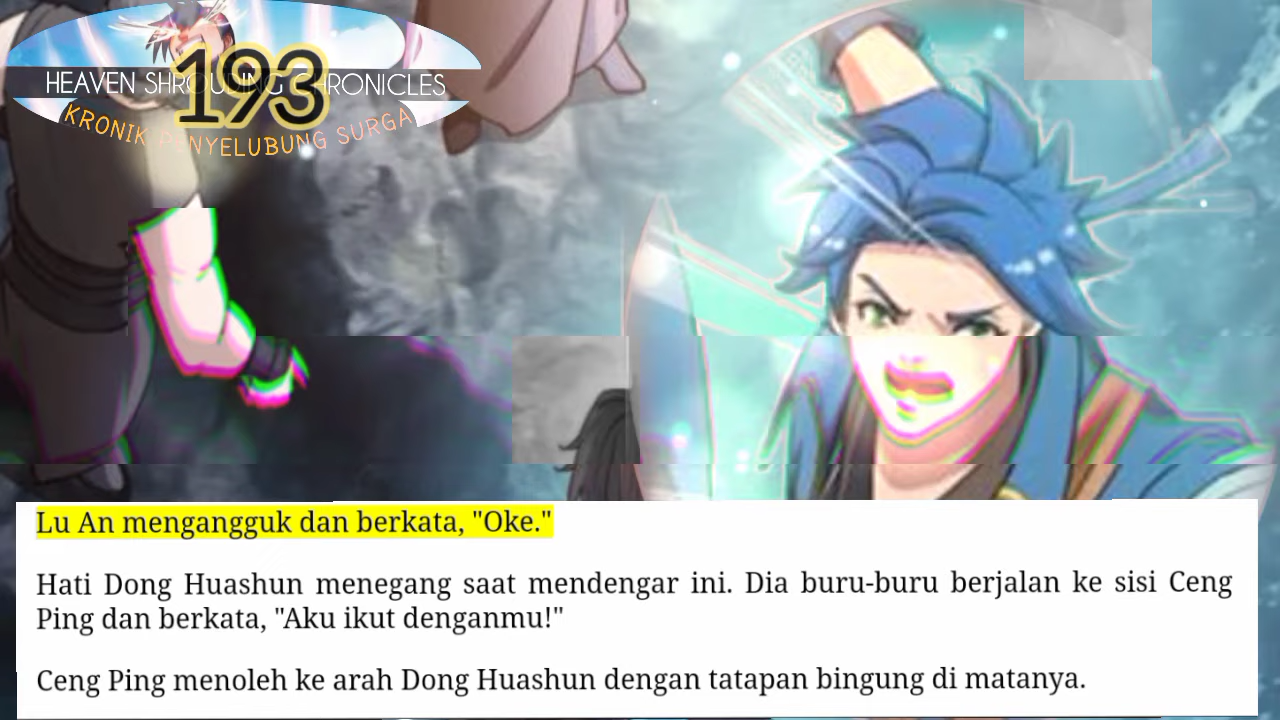 HEAVEN SHROUDING CHRONICLES
193
KRONIK PENYELUBUNG SURGA
Lu An mengangguk dan berkata, "Oke."
Hati Dong Huashun menegang saat mendengar ini. Dia buru-buru berjalan ke sisi Ceng
Ping dan berkata, "Aku ikut denganmu!"
Ceng Ping menoleh ke arah Dong Huashun dengan tatapan bingung di matanya.